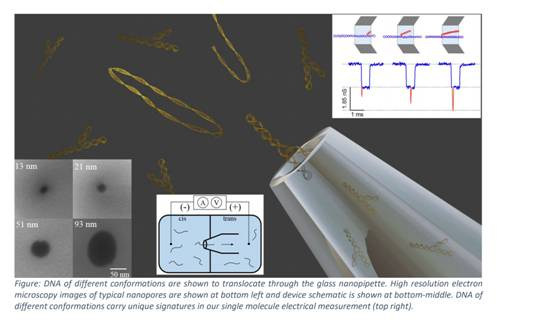 1.85 nS
1 ms
13 nm
21 nm
51 nm
93 nm
50 nm
A V
(-) (+)
cis trans
Figure: DNA of different conformations are shown to translocate through the glass nanopipette. High resolution electron
microscopy images of typical nanopores are shown at bottom left and device schematic is shown at bottom-middle. DNA of
different conformations carry unique signatures in our single molecule electrical measurement (top right).